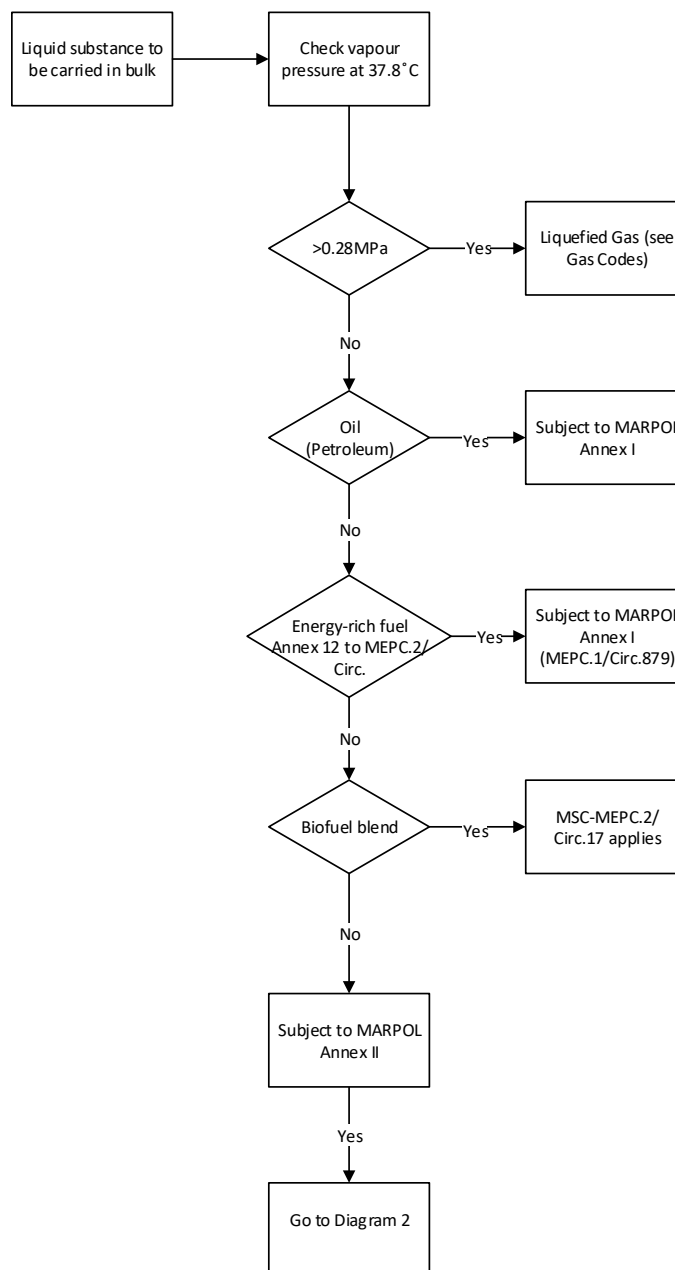 Liquid substance to
be carried in bulk
Check vapour
pressure at 37.8˚C
>0.28MPa
Yes
Liquefied Gas (see
Gas Codes)
No
Oil
(Petroleum)
Yes
Subject to MARPOL
Annex I
No
Energy-rich fuel
Annex 12 to MEPC.2/
Circ.
Yes
Subject to MARPOL
Annex I
(MEPC.1/Circ.879)
No
Biofuel blend
Yes
MSC-MEPC.2/
Circ.17 applies
No
Subject to MARPOL
Annex II
Yes
Go to Diagram 2